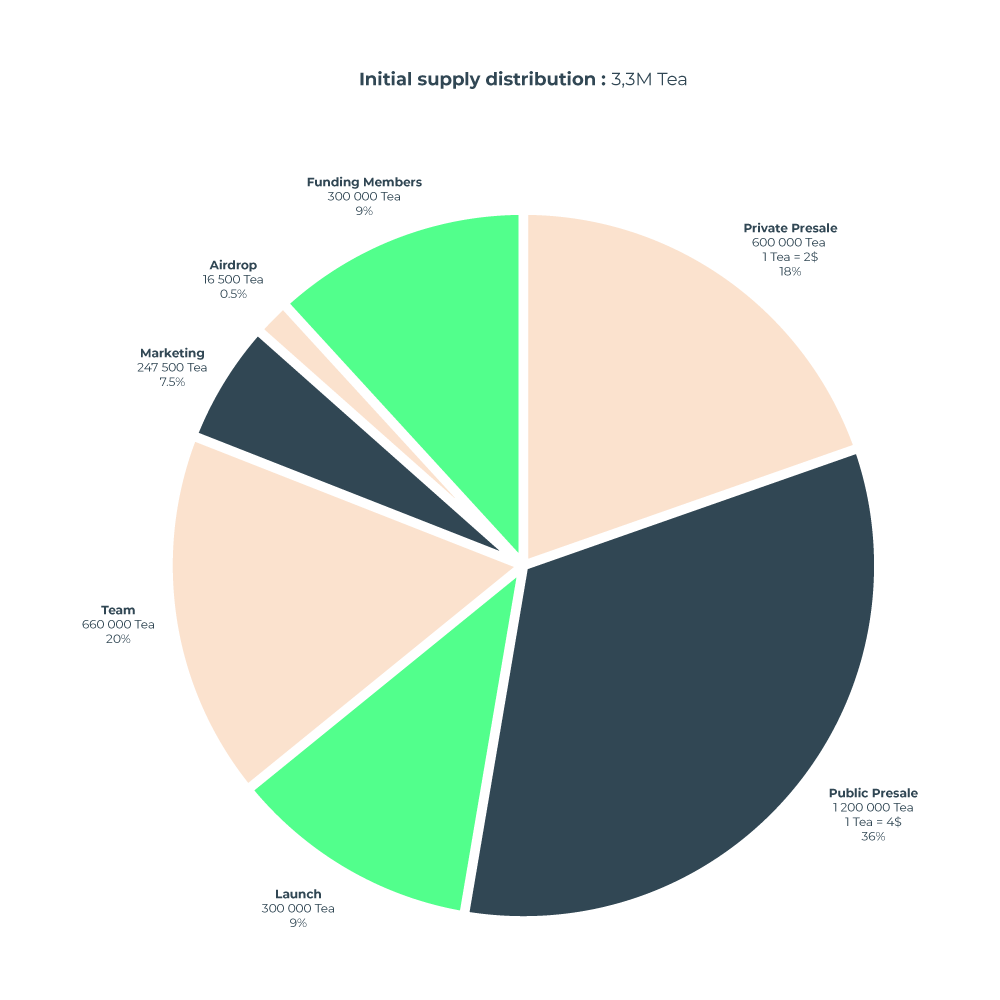 Initial supply distribution : 3,3M Tea
Funding Members
300 000 Tea
9%
Private Presale
600 000 Tea
1 Tea = 2$
18%
Airdrop
16 500 Tea
0.5%
Marketing
247 500 Tea
7.5%
Team
660 000 Tea
20%
Public Presale
1 200 000 Tea
1 Tea = 4$
36%
Launch
300 000 Tea
9%